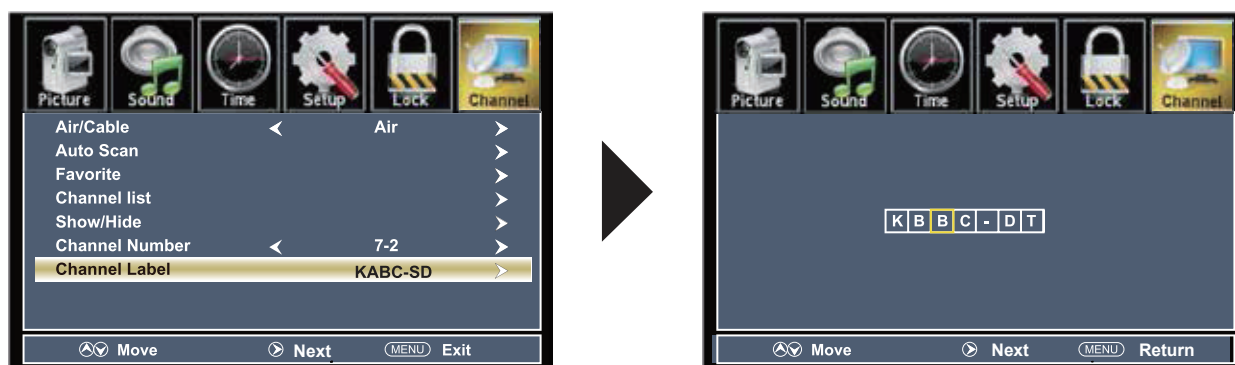 Picture Sound Time Setup Lock Channel
Air/Cable Air
Auto Scan
Favorite
Channel list
Show/Hide
Channel Number 7-2
Channel Label KABC-SD
Move Next MENU Exit
Picture Sound Time Setup Lock Channel
K B B C - D T
Move Next MENU Return